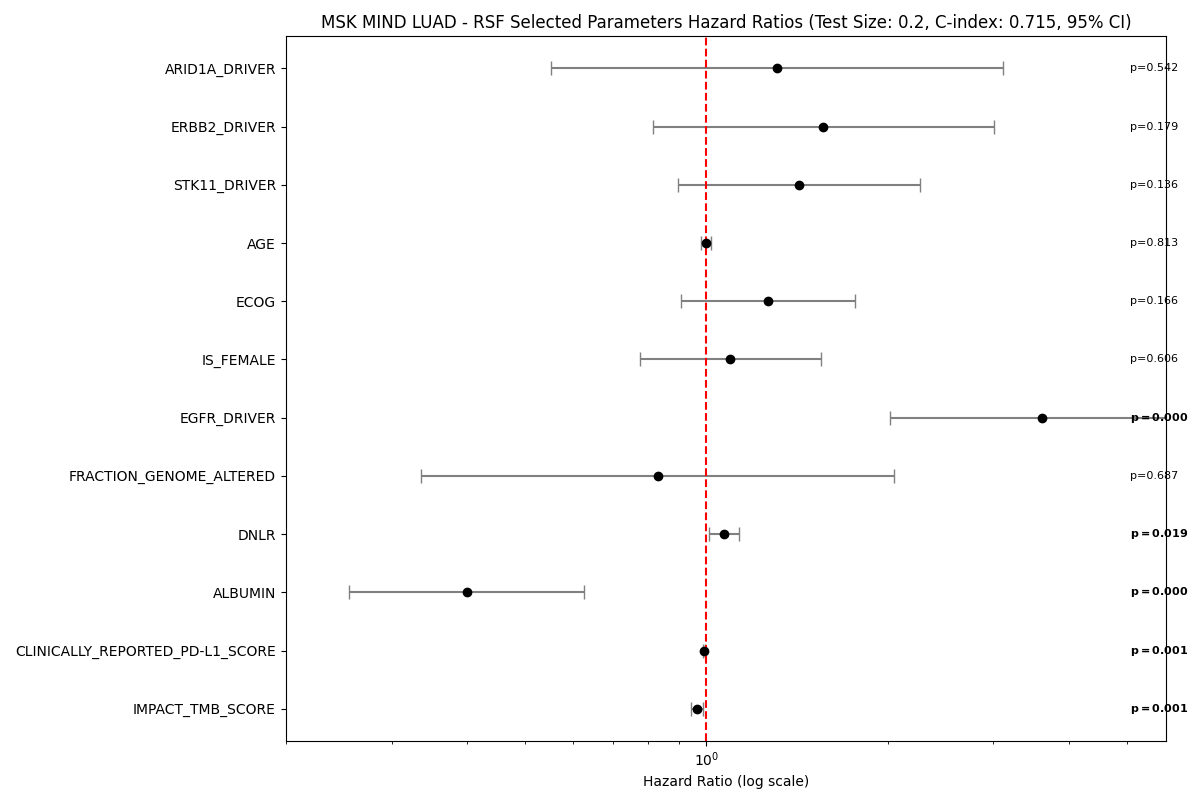 MSK MIND LUAD - RSF Selected Parameters Hazard Ratios (Test Size: 0.2, C-index: 0.715, 95% CI)
ARID1A_DRIVER p=0.542
ERBB2_DRIVER p=0.179
STK11_DRIVER p=0.136
AGE p=0.813
ECOG p=0.166
IS_FEMALE p=0.606
EGFR_DRIVER p=0.000
FRACTION_GENOME_ALTERED p=0.687
DNLR p=0.019
ALBUMIN p=0.000
CLINICALLY_REPORTED_PD-L1_SCORE p=0.001
IMPACT_TMB_SCORE p=0.001
10⁰
Hazard Ratio (log scale)